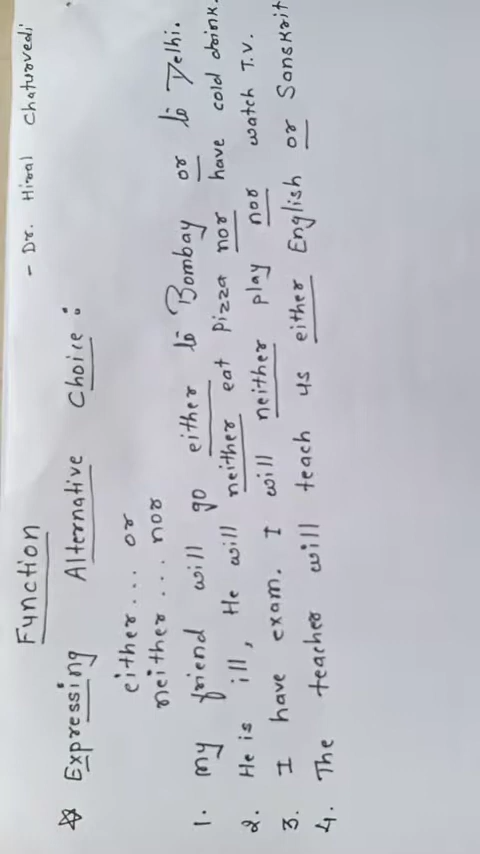 Function
- Dr. Hiral Chaturvedi
☆ Expressing Alternative Choice :
either... or
neither... nor
1. my friend will go either to Bombay or to Delhi.
2. He is ill, He will neither eat Pizza nor have cold drink.
3. I have exam. I will neither play nor watch T.V.
4. The teacher will teach us either English or Sanskrit